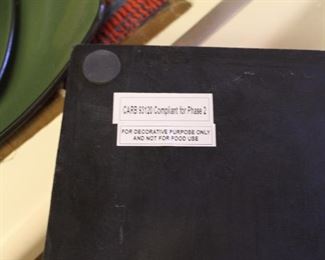 CARB 93120 Compliant for Phase 2
FOR DECORATIVE PURPOSE ONLY
AND NOT FOR FOOD USE